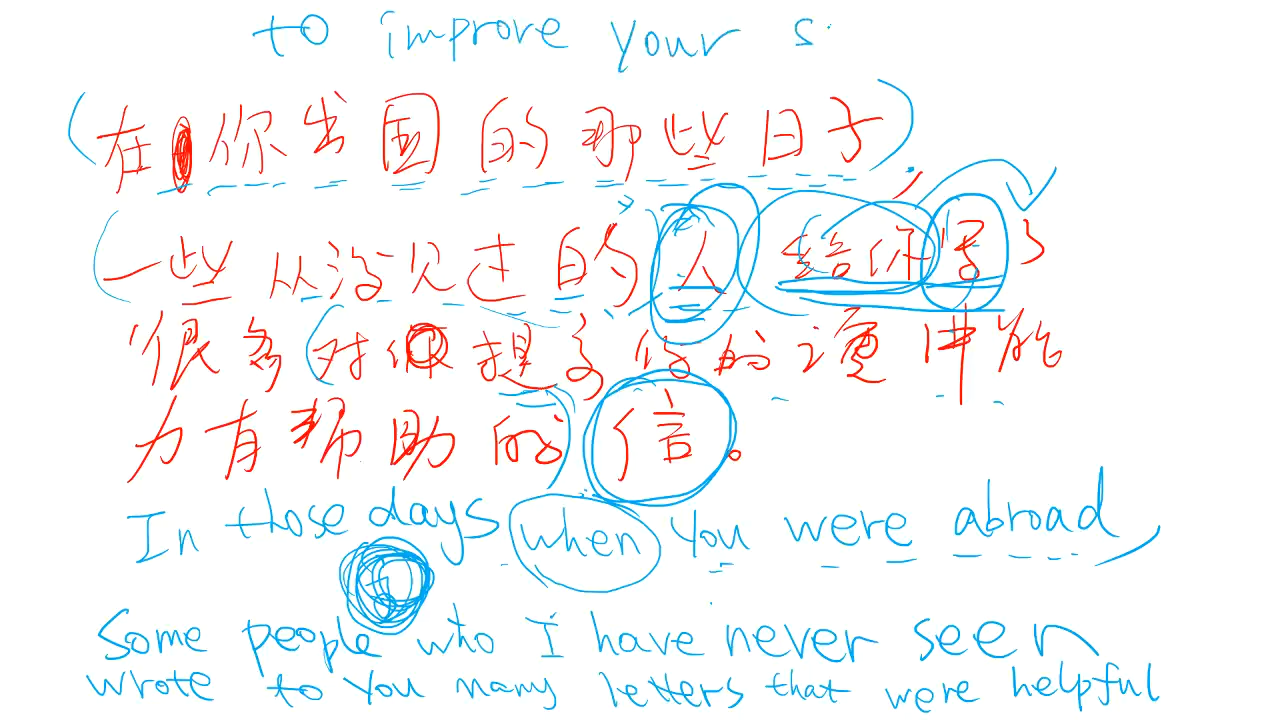 to improve your s
(在你出国的那些日子)
(一些从没见过的人给你写了
很多(对提高你的读中能
力有帮助的)信。
In those days when you were abroad,
Some people who I have never seen
wrote to you many letters that were helpful